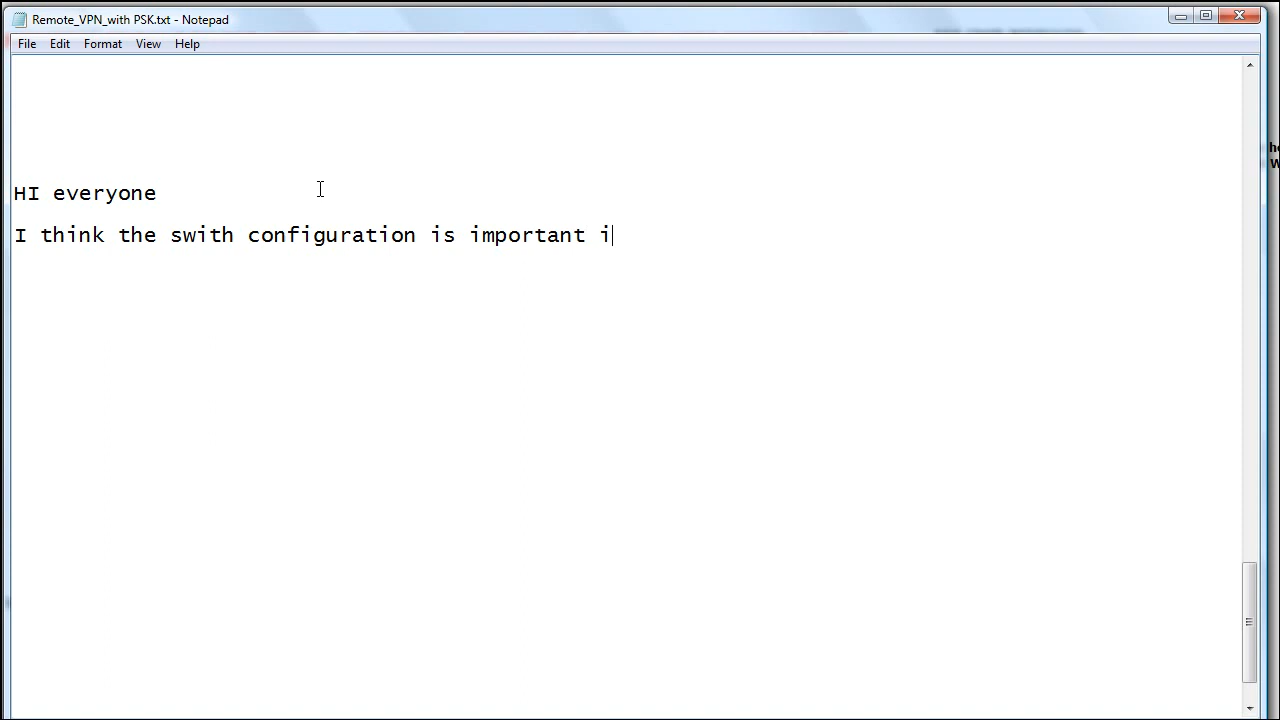 Remote_VPN_with PSK.txt - Notepad
File Edit Format View Help
HI everyone
I think the swith configuration is important i